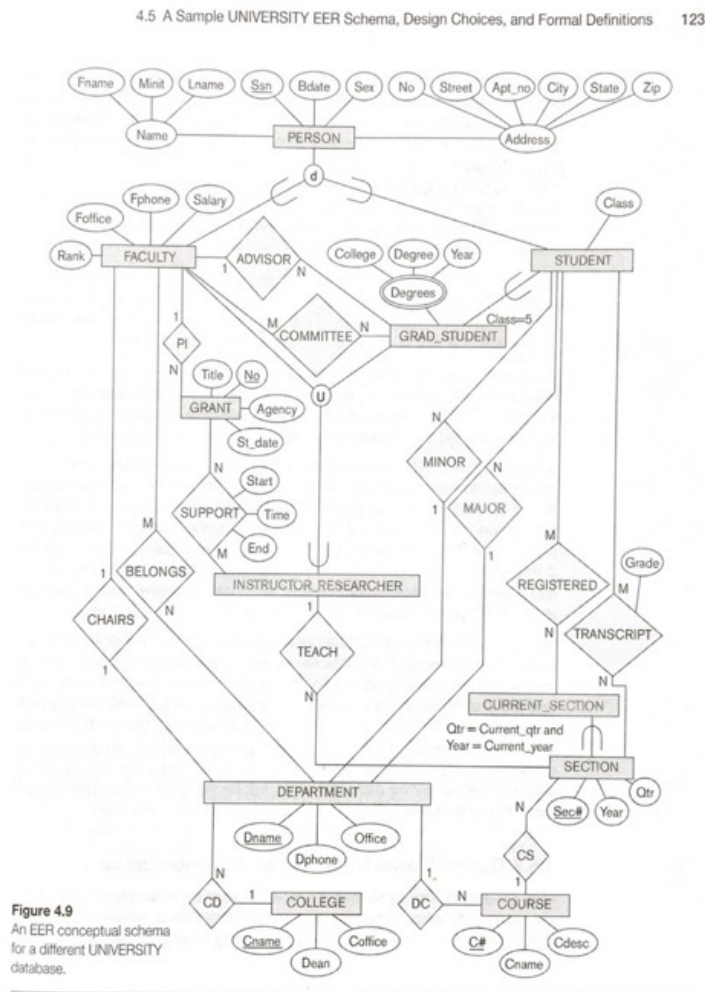 4.5 A Sample UNIVERSITY EER Schema, Design Choices, and Formal Definitions 123
Fname Minit Lname Ssn Bdate Sex No Street Apt_no City State Zip
Name PERSON Address
d
Class
Foffice Fphone Salary
Rank FACULTY 1 ADVISOR N College Degree Year STUDENT
Degrees
Class=5
M COMMITTEE N GRAD_STUDENT
1
PI
N
U
Title No
GRANT Agency
St_date
N
MINOR
1
N
MAJOR
1
N
SUPPORT Start
Time
End
M
M
BELONGS
N
INSTRUCTOR_RESEARCHER
1
CHAIRS
1
1
TEACH
N
M
REGISTERED
N
Grade
M
TRANSCRIPT
N
CURRENT_SECTION
Qtr = Current_qtr and
Year = Current_year
SECTION
Sec# Year Qtr
DEPARTMENT
Dname Dphone Office
N
CS
1
N
CD 1 COLLEGE
1
DC N COURSE
Cname Dean Coffice
C# Cname Cdesc
Figure 4.9
An EER conceptual schema
for a different UNIVERSITY
database.